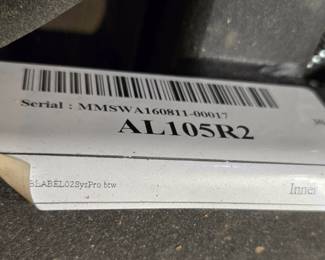 Serial : MMSWA160811-00017
AL105R2
BLABEL02SysPro btw
Inner